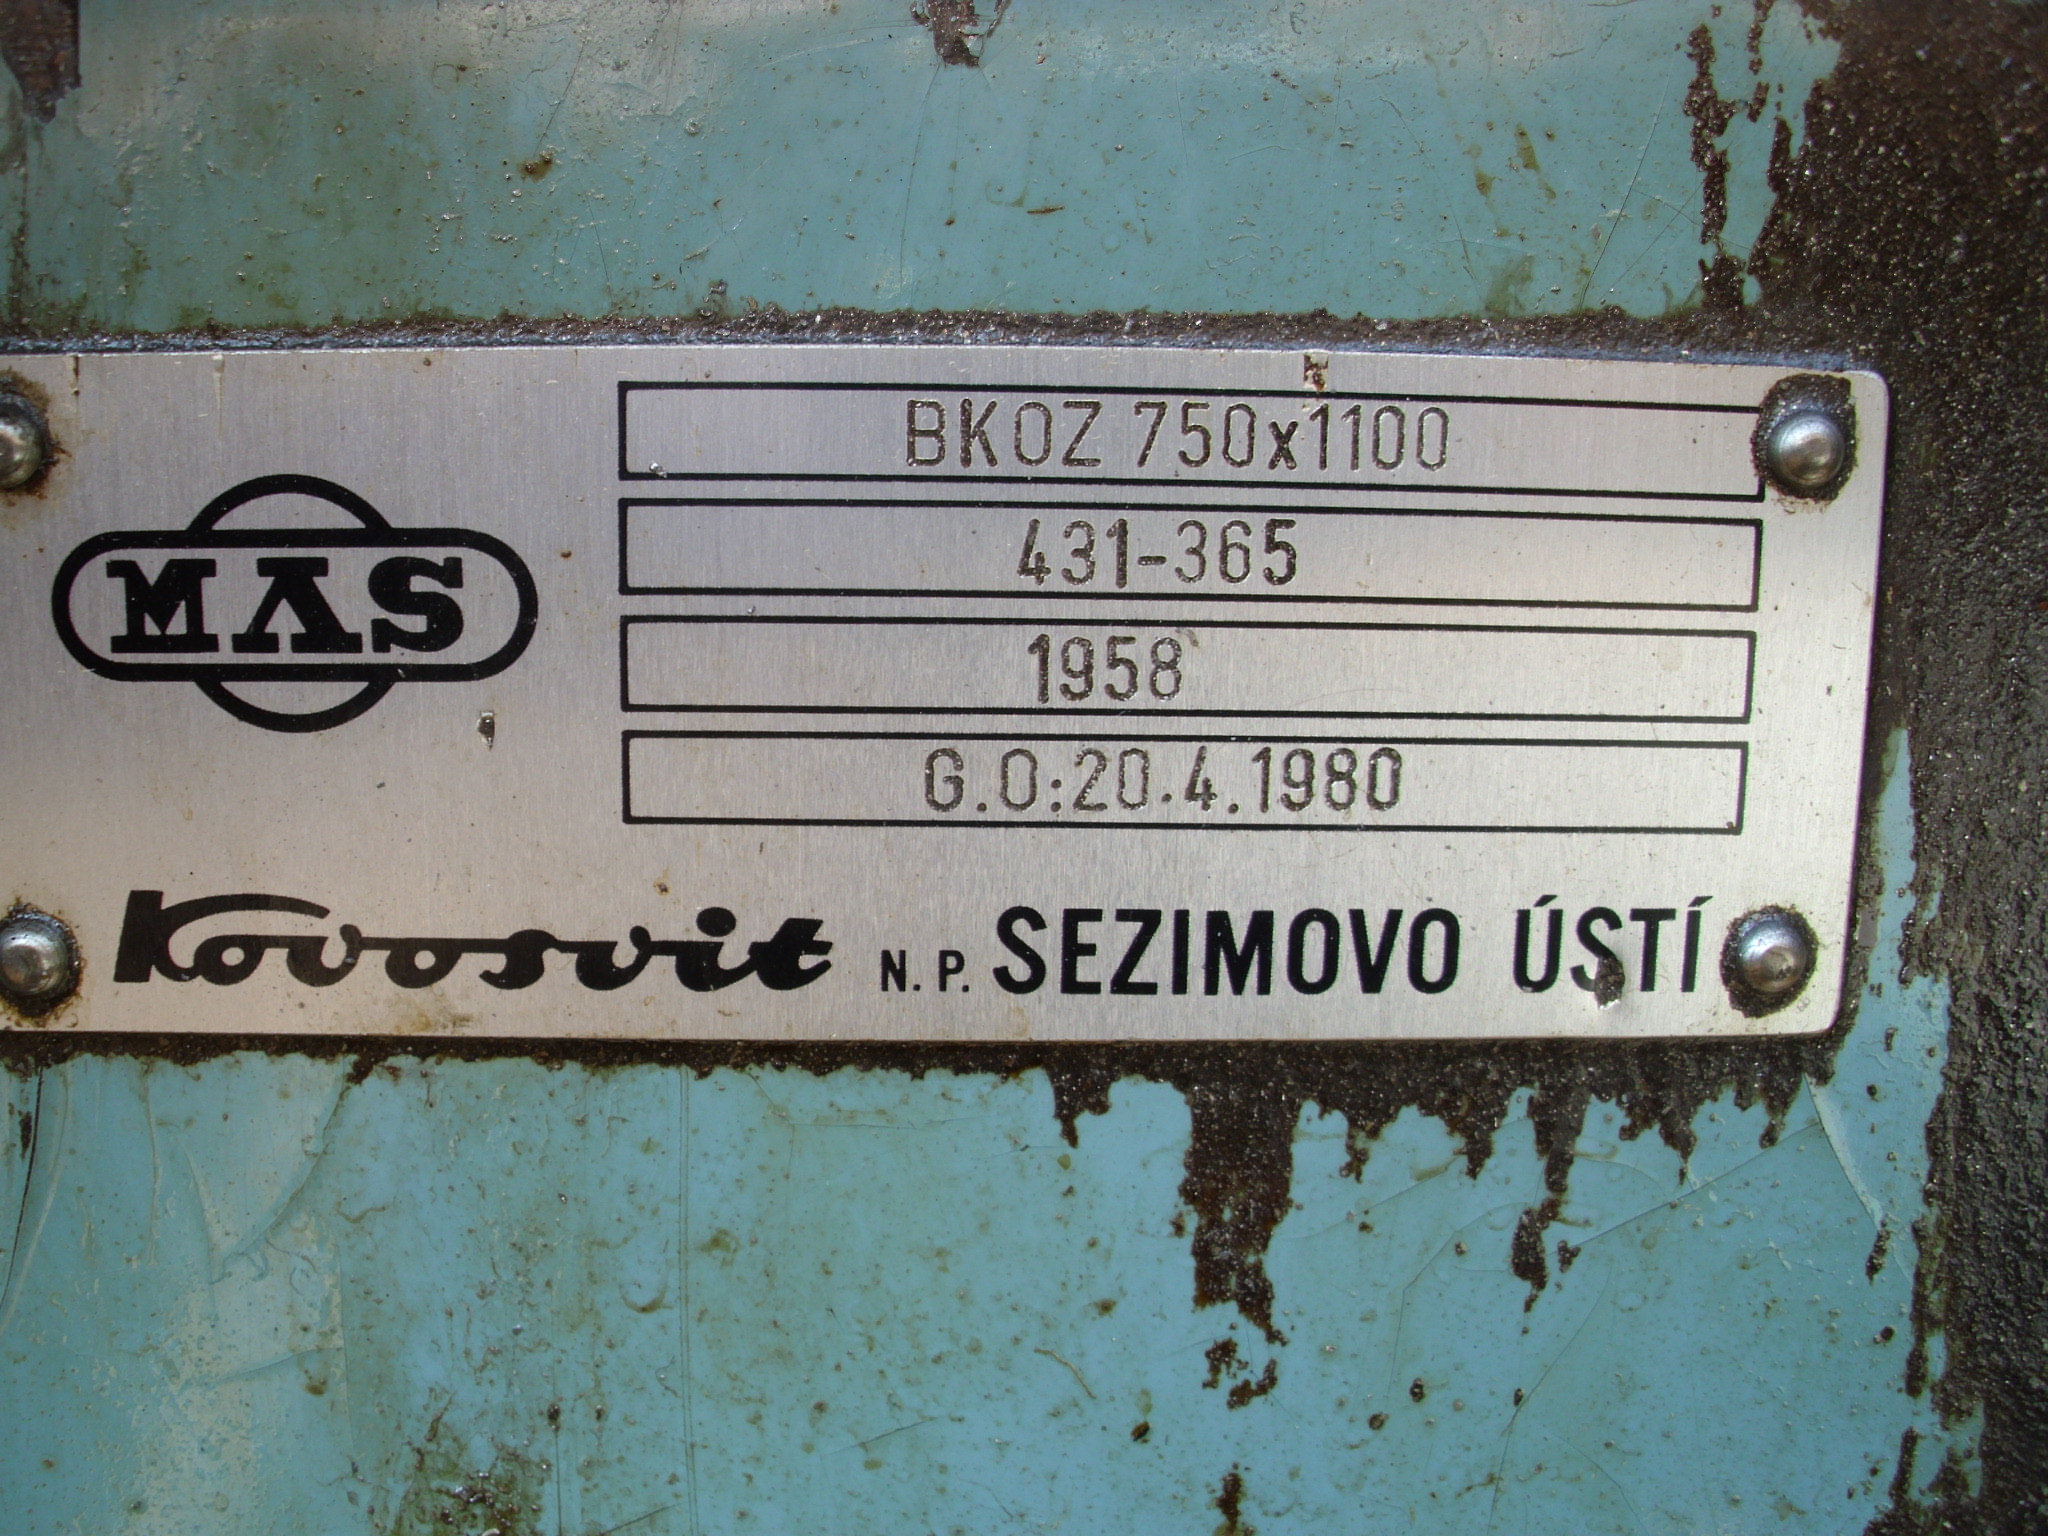 BKOZ 750x1100
431-365
1958
G.O:20.4.1980
MAS
Kovosvit N.P. SEZIMOVO ÚSTÍ